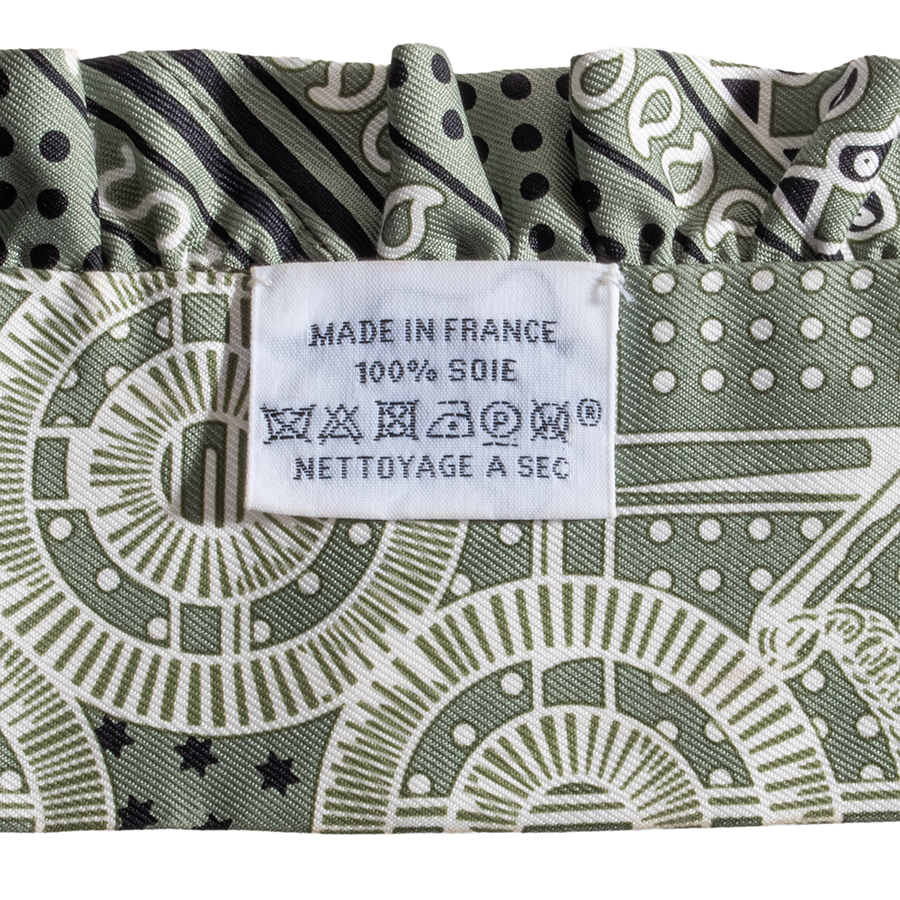 MADE IN FRANCE
100% SOIE
P ®
NETTOYAGE A SEC